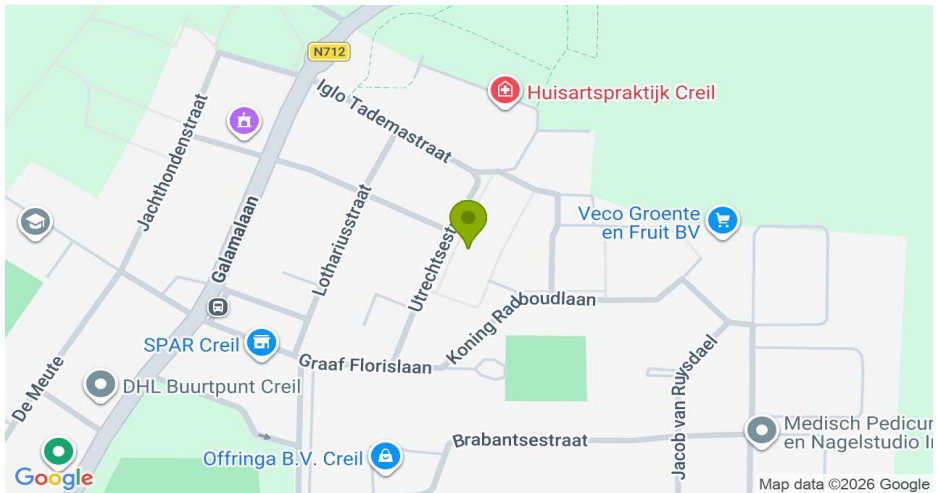 N712
Iglo Tademastraat
Huisartspraktijk Creil
Jachthondenstraat
Galamalaan
Lothariusstraat
Veco Groente
en Fruit BV
Koning Radboudlaan
SPAR Creil
Graaf Florislaan
De Meute
DHL Buurtpunt Creil
Jacob van Ruysdael
Brabantsestraat
Medisch Pedicur
en Nagelstudio
Offringa B.V. Creil
Google
Map data ©2026 Google